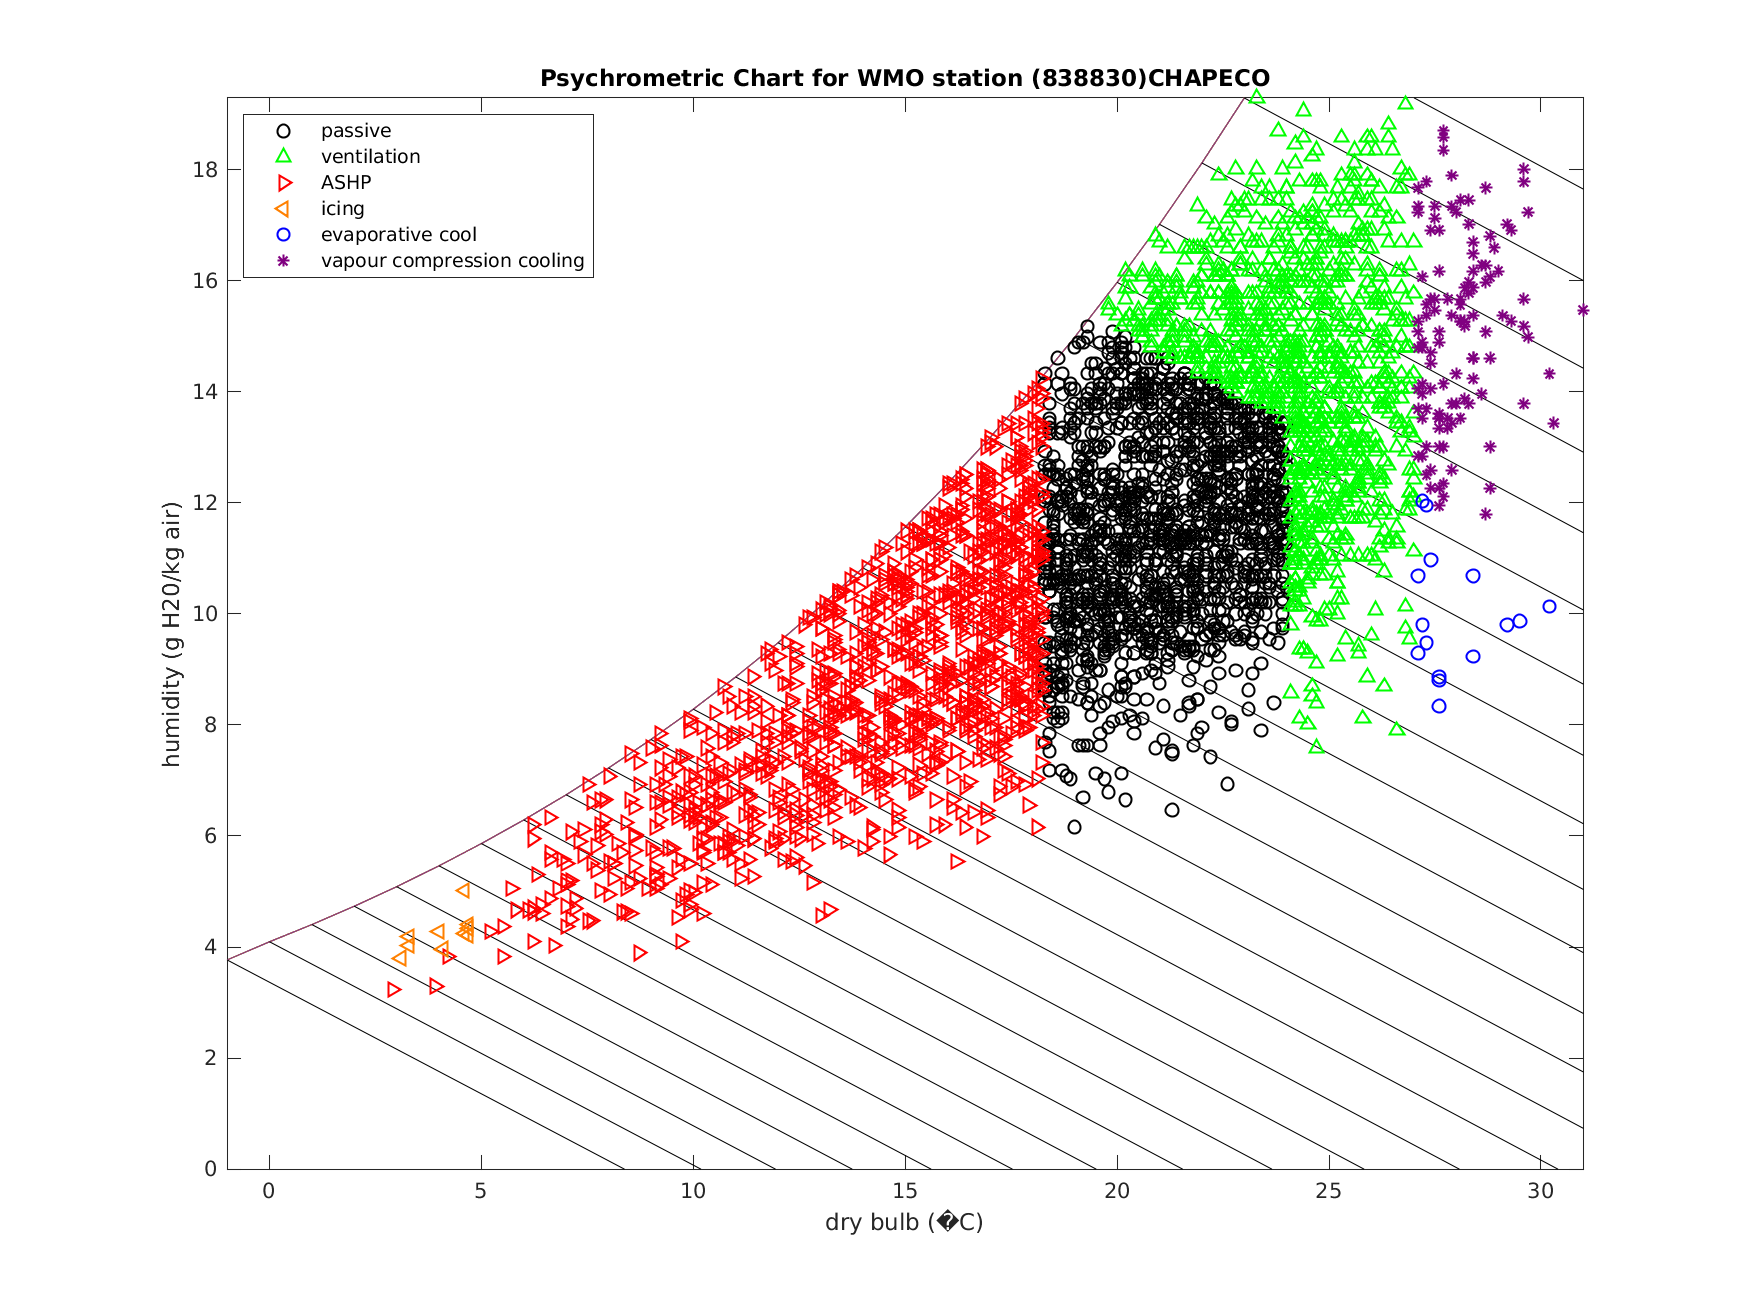 Psychrometric Chart for WMO station (838830)CHAPECO
passive
ventilation
ASHP
icing
evaporative cool
vapour compression cooling
humidity (g H20/kg air)
18
16
14
12
10
8
6
4
2
0
0 5 10 15 20 25 30
dry bulb (�C)